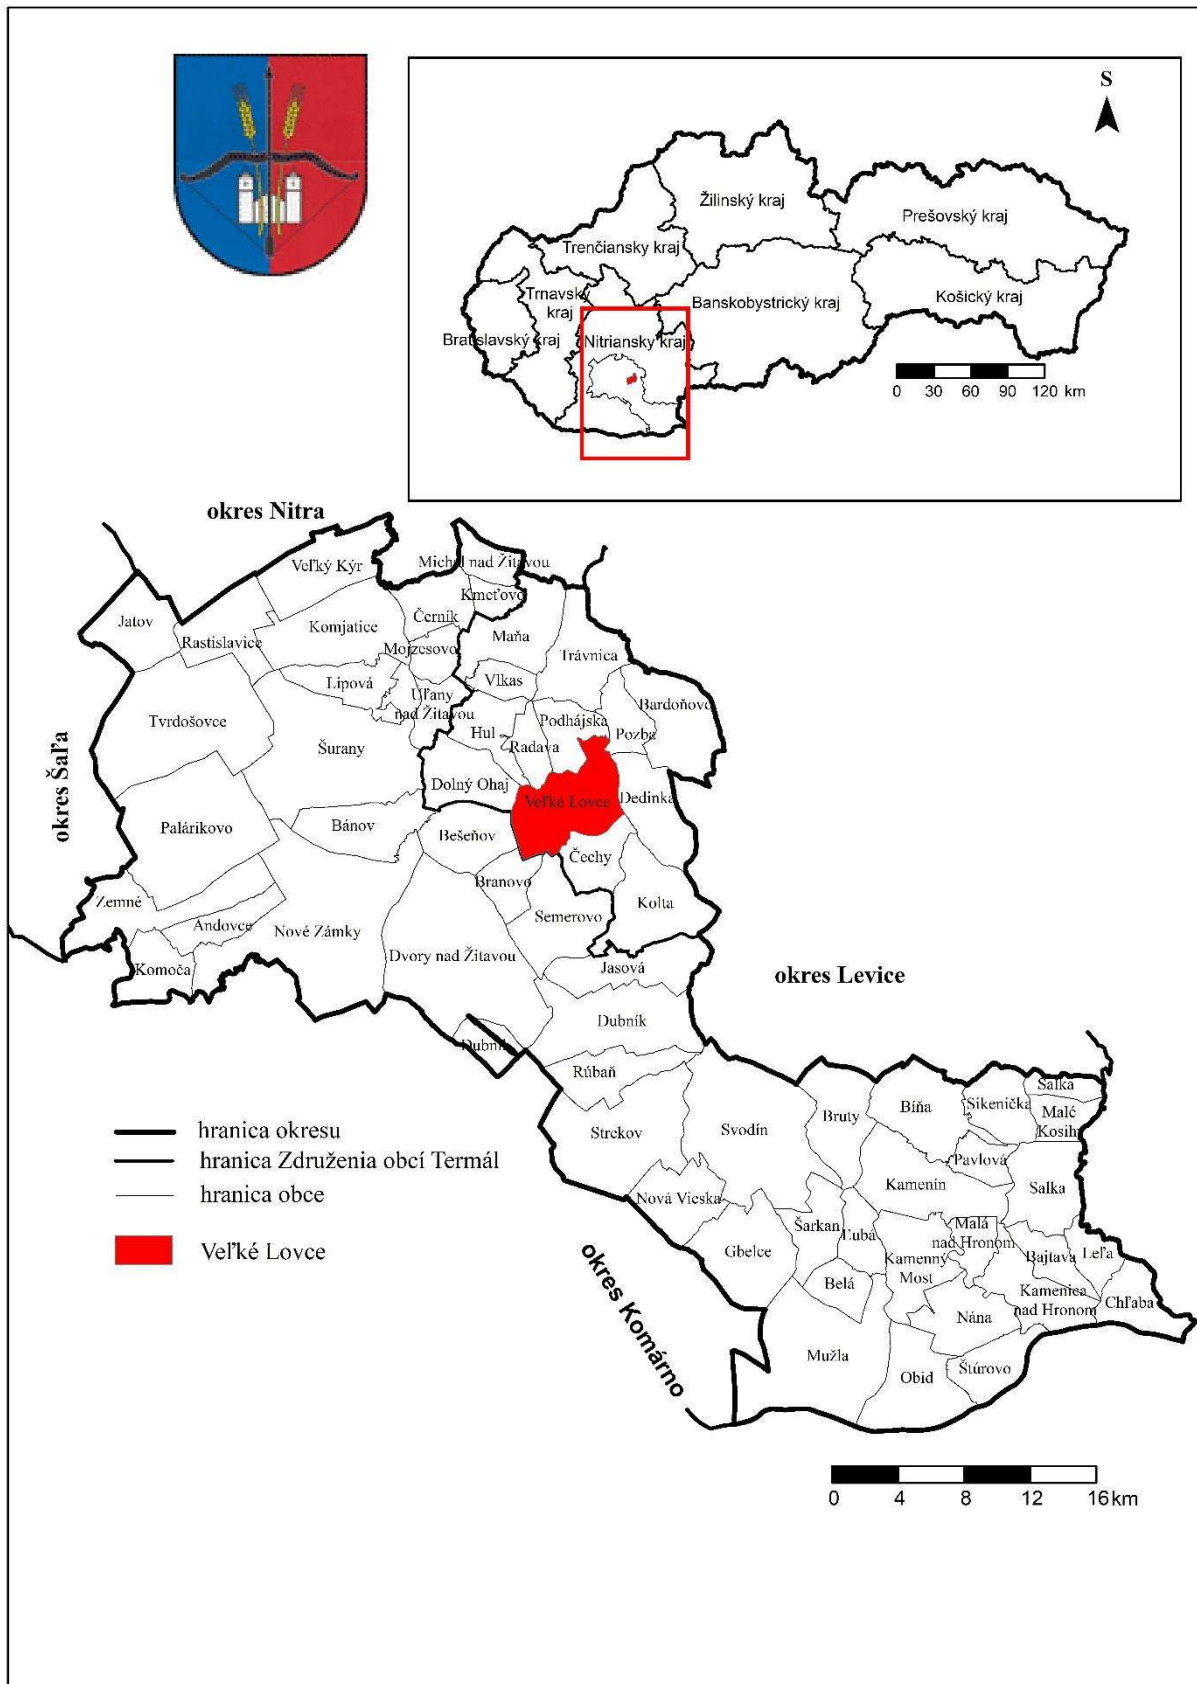 S
Žilinský kraj
Prešovský kraj
Trenčiansky kraj
Trnavský
kraj
Banskobystrický kraj
Košický kraj
Bratislavský kraj
Nitriansky kraj
0 30 60 90 120 km
okres Nitra
Veľký Kýr
Michal nad Žitavou
Kmeťovo
Jatov
Rastislavice
Komjatice
Černík
Maňa
Mojzesovo
Trávnica
Lipová
Vlkas
Úľany
nad Žitavou
Bardoňovo
Tvrdošovce
Podhájska
Hul
Radava
Pozba
Šurany
okres Šaľa
Dolný Ohaj
Veľké Lovce
Dedinka
Palárikovo
Bánov
Bešeňov
Čechy
Branovo
Zemné
Kolta
Andovce
Semerovo
Nové Zámky
Dvory nad Žitavou
Komoča
Jasová
okres Levice
Dubník
Dubník
Rúbaň
Salka
Sikenička
Bíňa
Malé
Kosihy
Bruty
hranica okresu
Strekov
Svodín
hranica Združenia obcí Termál
Pavlová
Kamenín
Salka
hranica obce
Nová Vieska
Šarkan
Ľubá
Malá
nad Hronom
Gbelce
Kamenný
Most
Bajtava
Leľa
Veľké Lovce
Belá
Kamenica
nad Hronom
Chľaba
Nána
okres Komárno
Mužla
Obid
Štúrovo
0 4 8 12 16 km